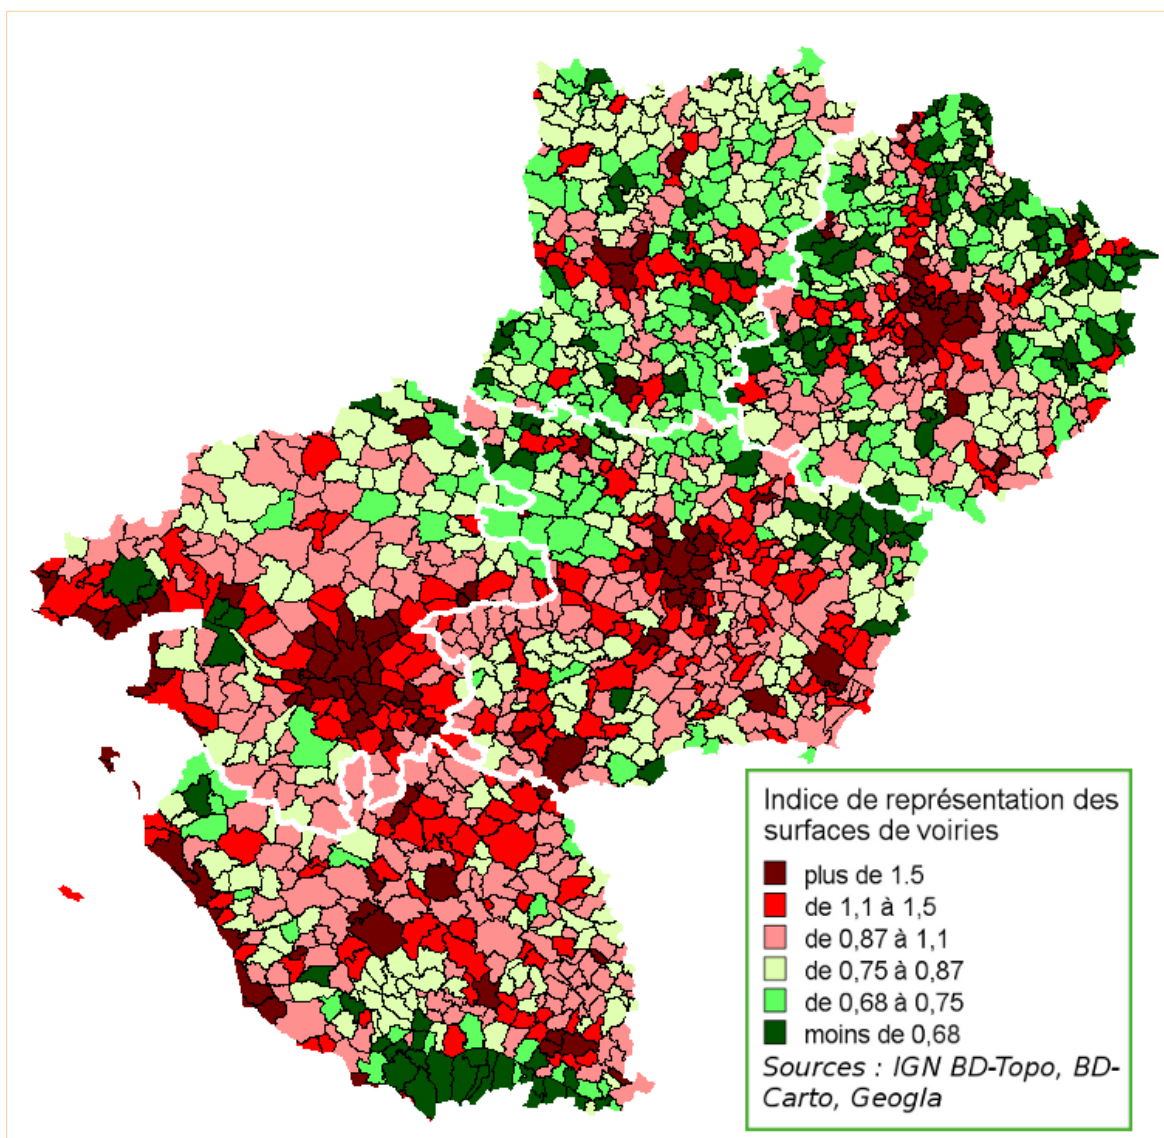 Indice de représentation des
surfaces de voiries
plus de 1.5
de 1,1 à 1,5
de 0,87 à 1,1
de 0,75 à 0,87
de 0,68 à 0,75
moins de 0,68
Sources : IGN BD-Topo, BD-
Carto, Geogla